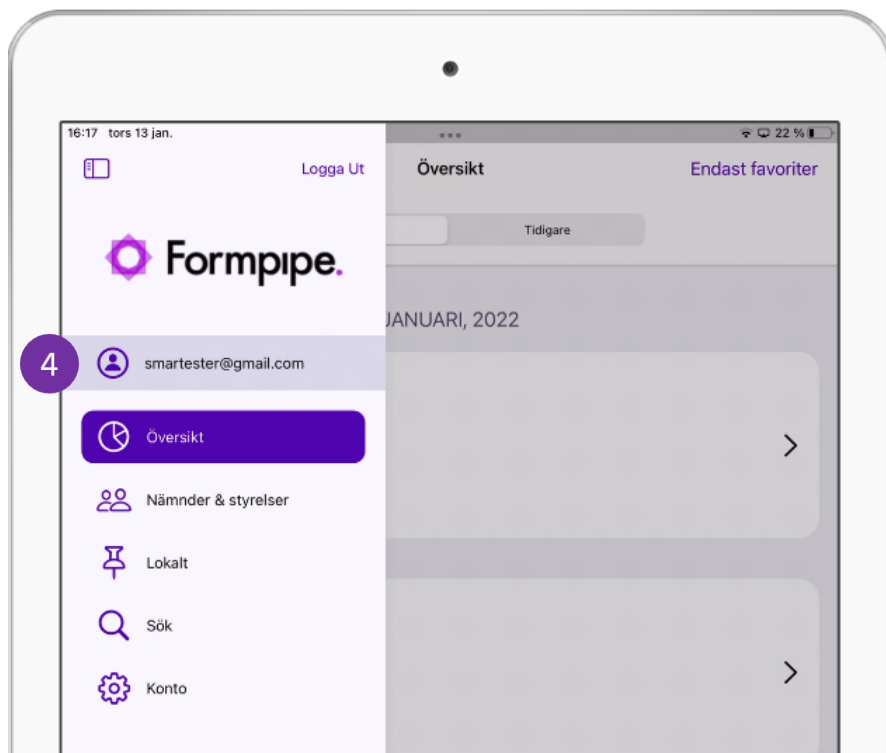 16:17 tors 13 jan.
22 %
Logga Ut
Översikt
Endast favoriter
Tidigare
Formpipe.
JANUARI, 2022
4
smartester@gmail.com
Översikt
Nämnder & styrelser
Lokalt
Sök
Konto